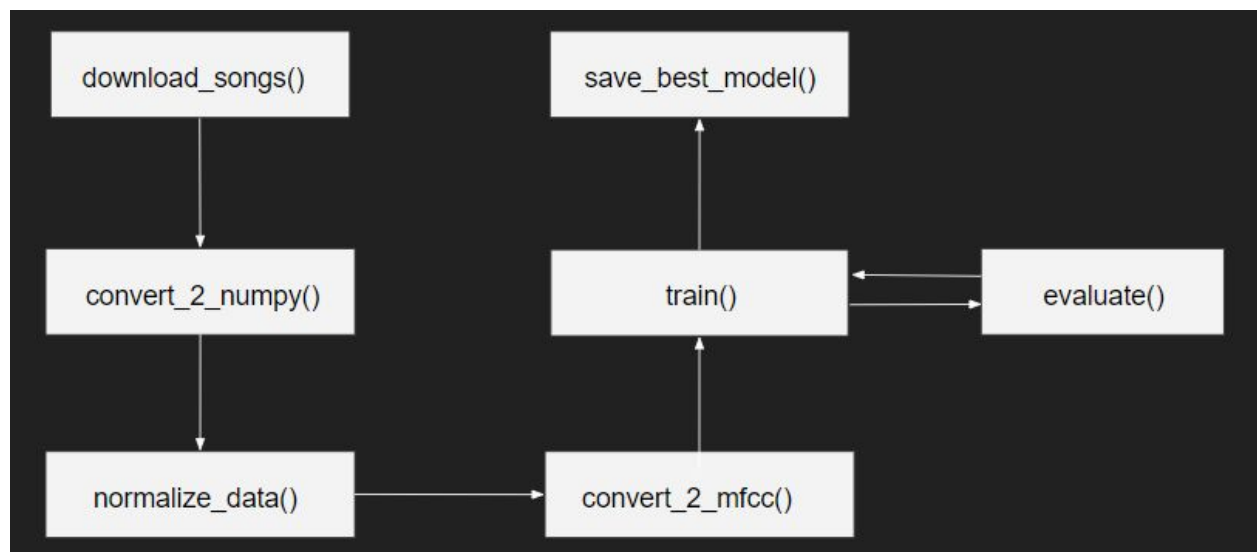 download_songs()
save_best_model()
convert_2_numpy()
train()
evaluate()
normalize_data()
convert_2_mfcc()